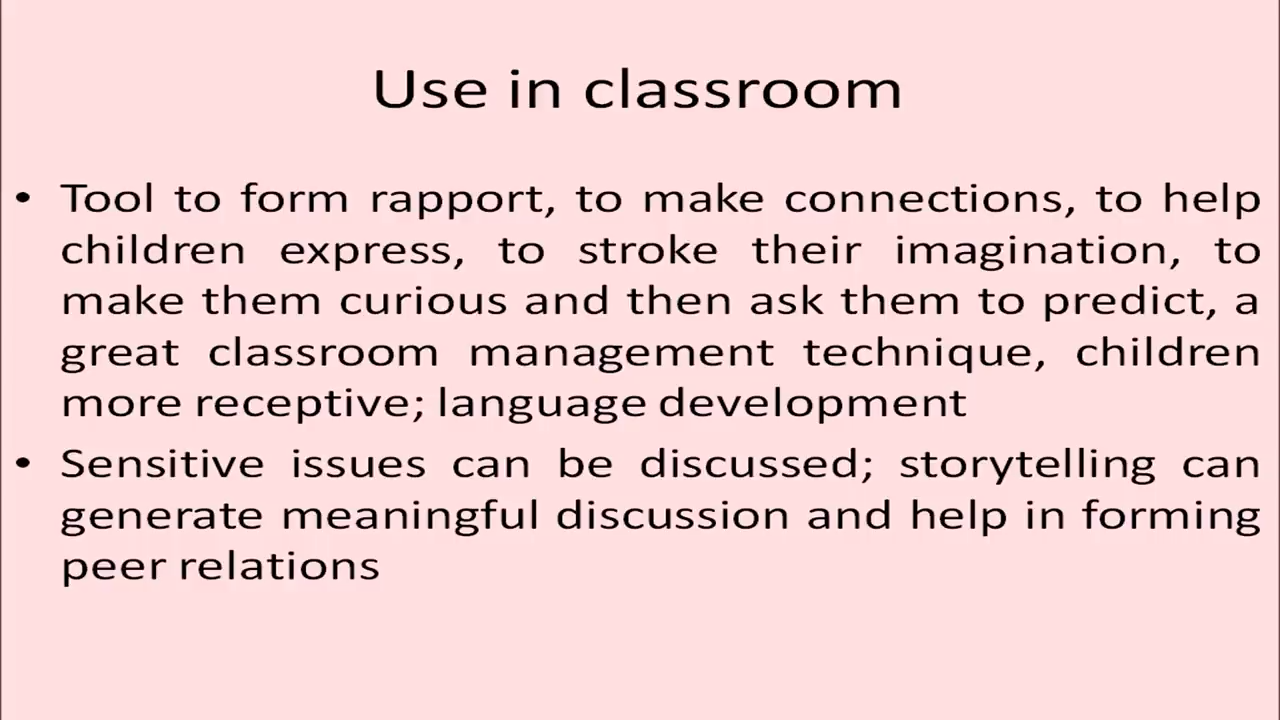 Use in classroom
• Tool to form rapport, to make connections, to help
children express, to stroke their imagination, to
make them curious and then ask them to predict, a
great classroom management technique, children
more receptive; language development
• Sensitive issues can be discussed; storytelling can
generate meaningful discussion and help in forming
peer relations